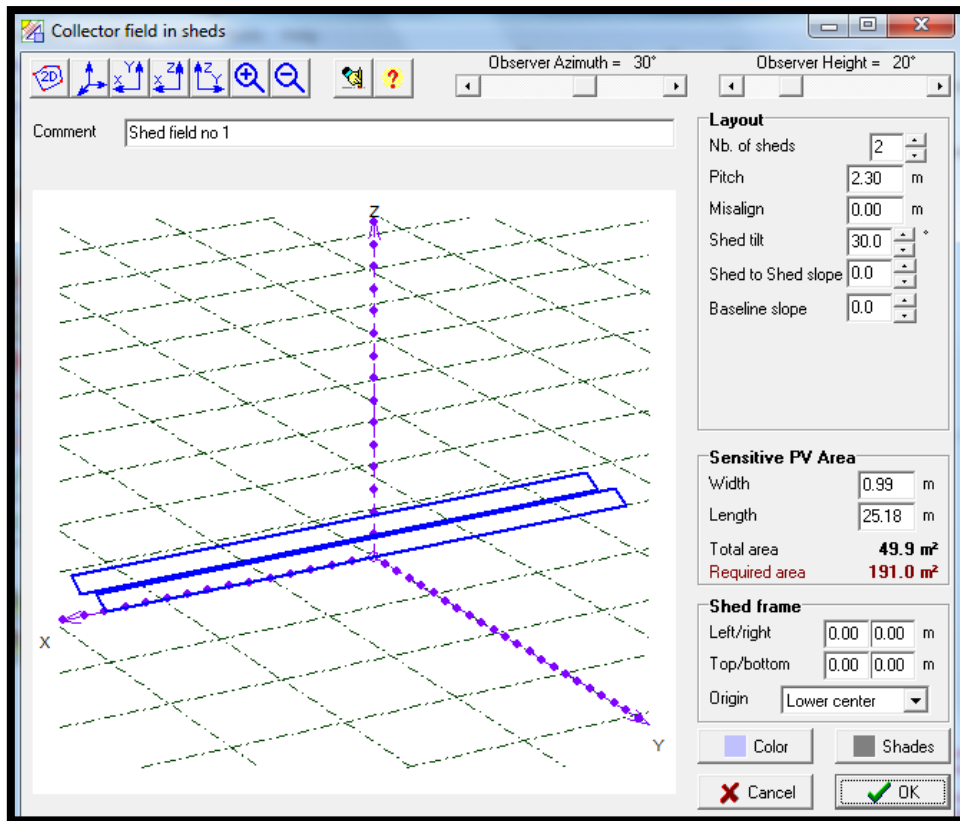 Collector field in sheds
2D
Y
X
Z
X
Z
Y
?
Observer Azimuth = 30°
Observer Height = 20°
Comment
Shed field no 1
Layout
Nb. of sheds 2
Pitch 2.30 m
Misalign 0.00 m
Shed tilt 30.0 °
Shed to Shed slope 0.0
Baseline slope 0.0
Z
X
Y
Sensitive PV Area
Width 0.99 m
Length 25.18 m
Total area 49.9 m²
Required area 191.0 m²
Shed frame
Left/right 0.00 0.00 m
Top/bottom 0.00 0.00 m
Origin Lower center
Color
Shades
Cancel
OK